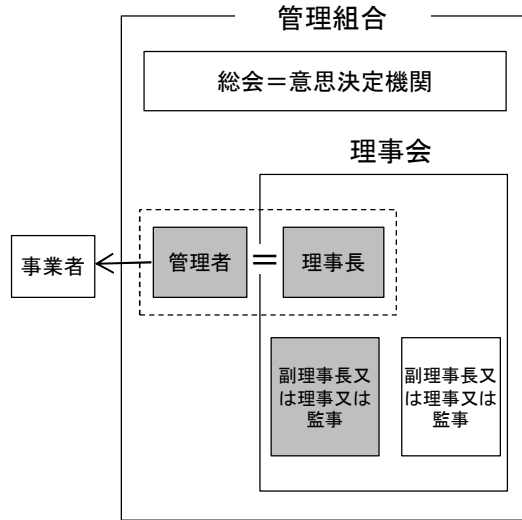 管理組合
総会＝意思決定機関
理事会
事業者
管理者
＝
理事長
副理事長又
は理事又は
監事
副理事長又
は理事又は
監事